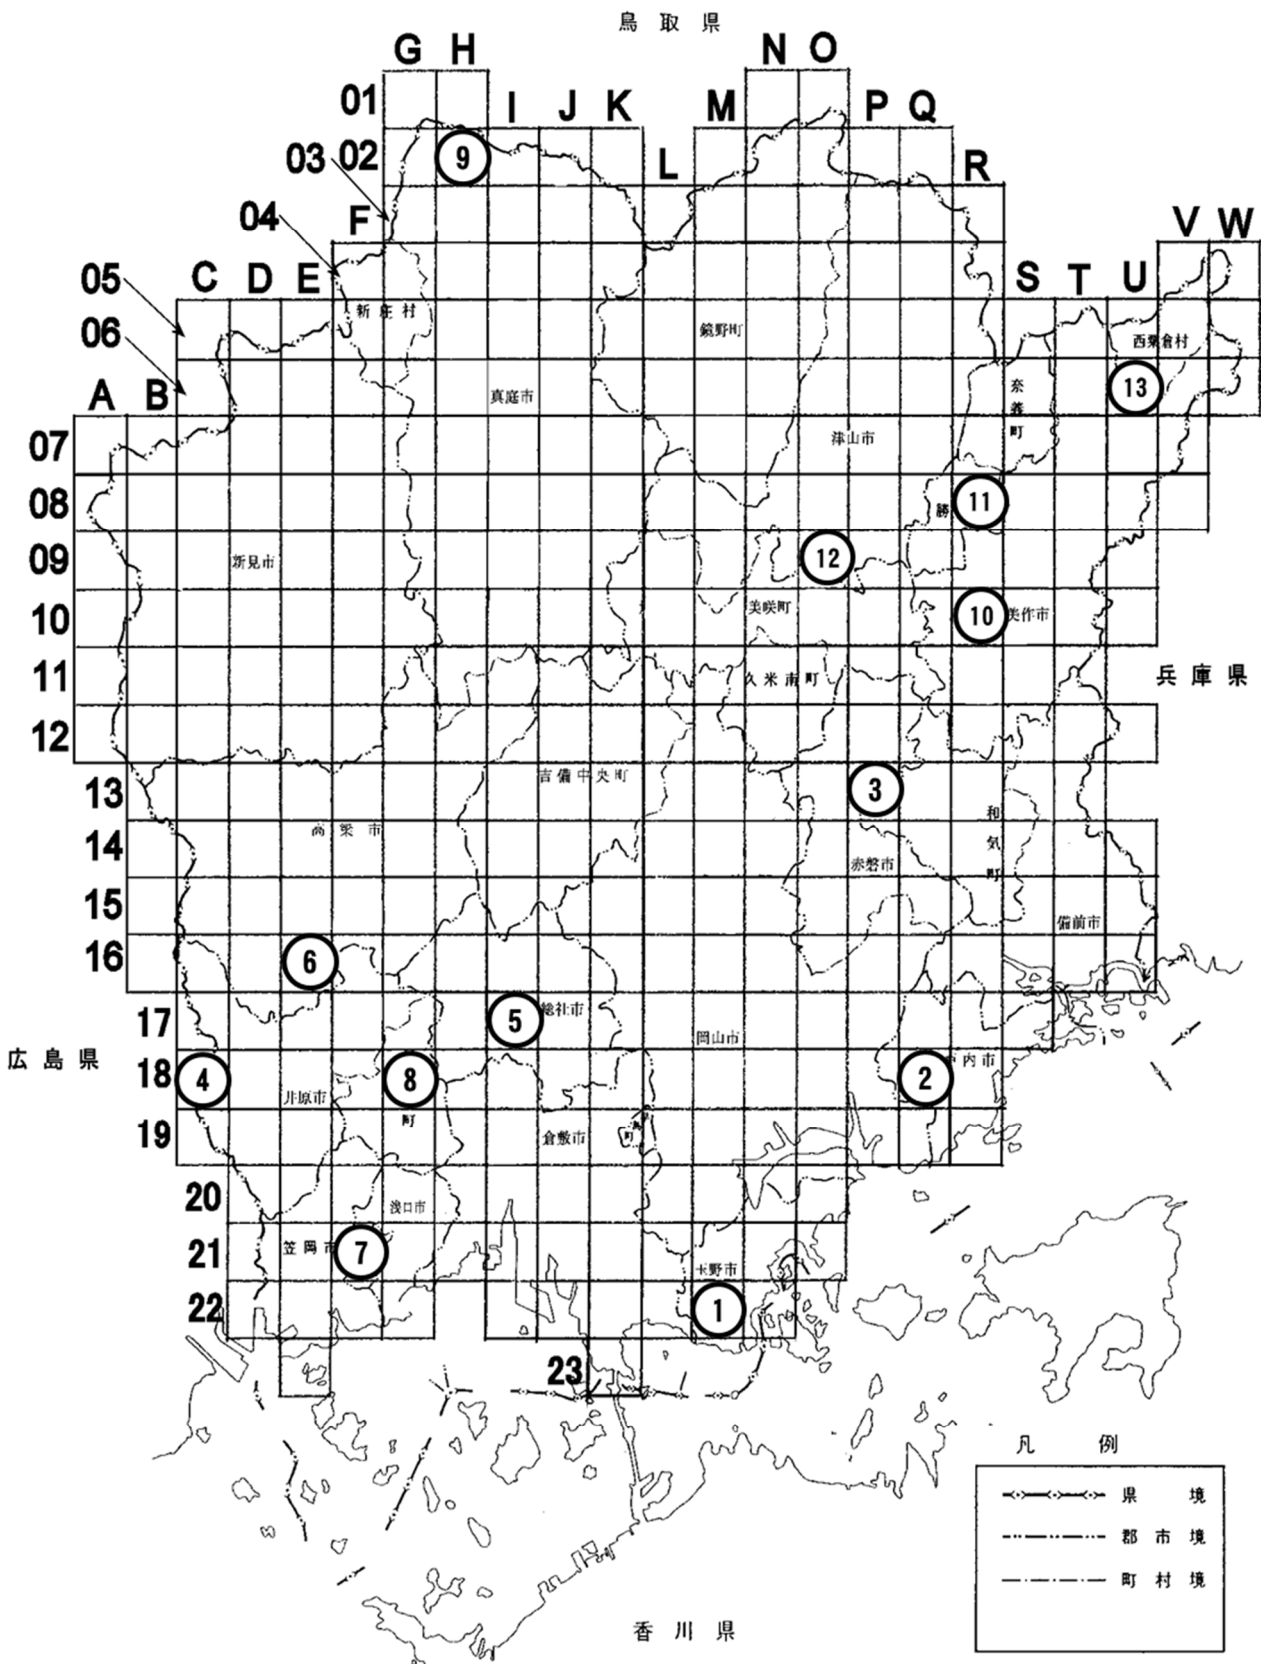 鳥取県
G H N O
01 I J K M P Q
03 02 ⑨ L R
04 F V W
05 C D E 新庄村 S T U
06 鏡野町 西粟倉村
A B 真庭市 奈義町 ⑬
07 津山市
08 勝 ⑪
09 新見市 ⑫
10 美咲町 ⑩ 美作市
11 久米南町 兵庫県
12
13 吉備中央町 ③ 和気町
14 高梁市 赤磐市
15 備前市
16 ⑥
17 ⑤ 総社市 岡山市
広島県
18 ④ 井原市 ⑧ ② 内市
19 町 倉敷市 島町
20 浅口市
21 笠岡市 ⑦ 玉野市
22 ①
23
凡例
県境
郡市境
町村境
香川県